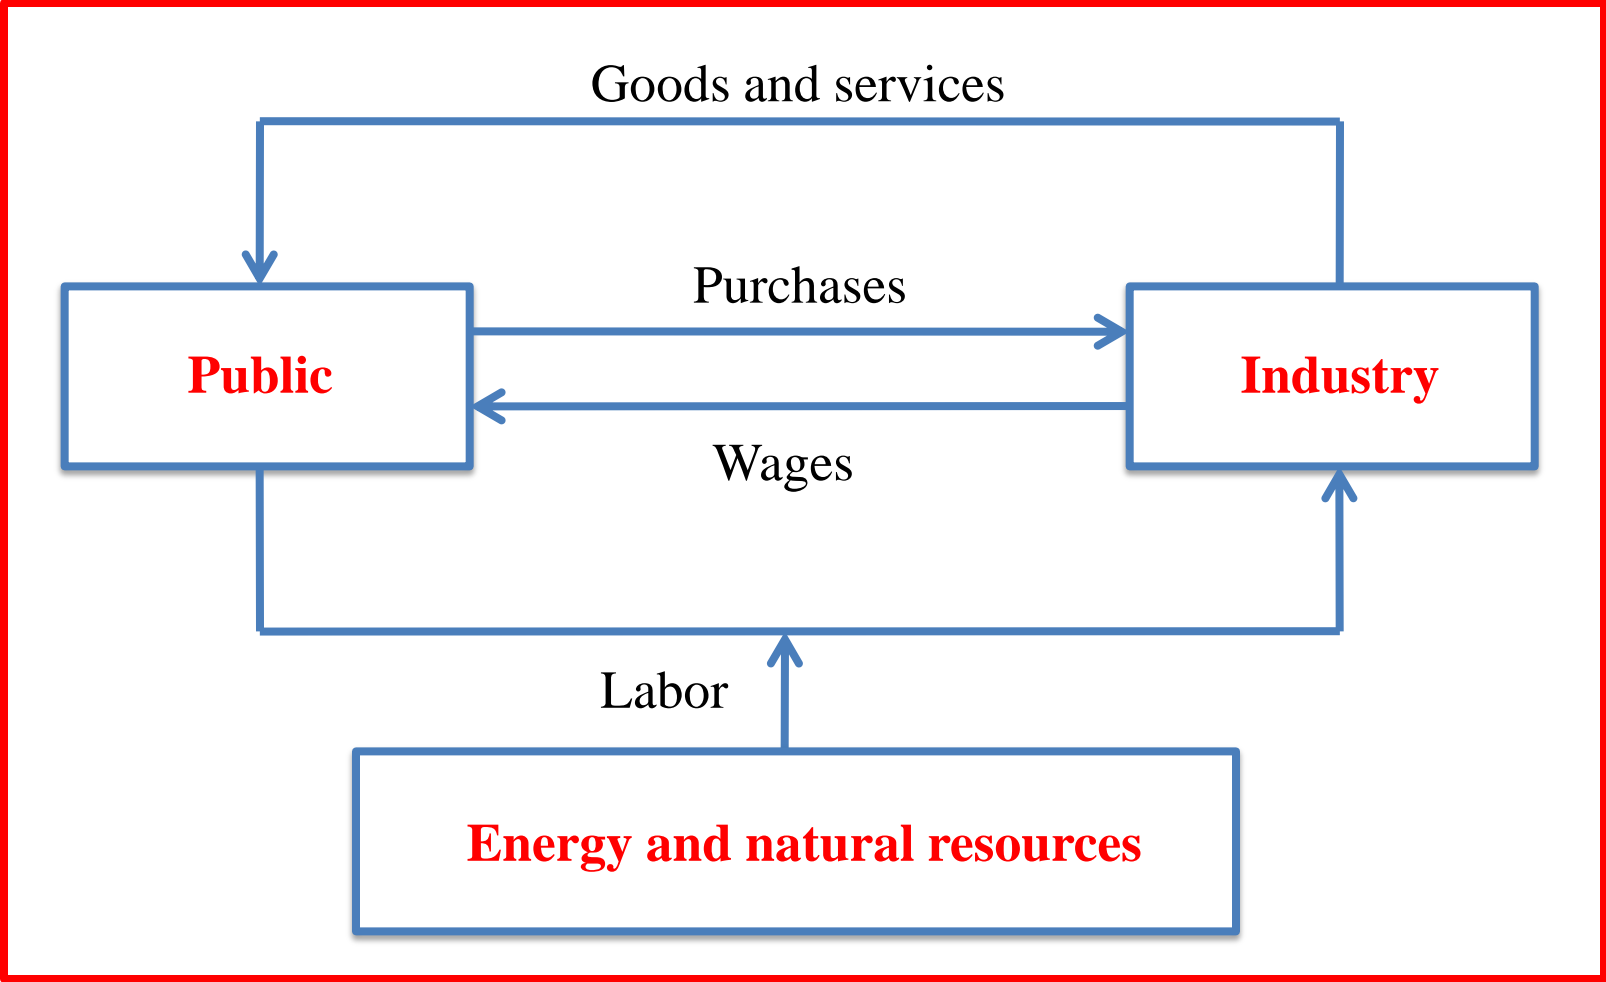 Goods and services
Purchases
Public
Industry
Wages
Labor
Energy and natural resources